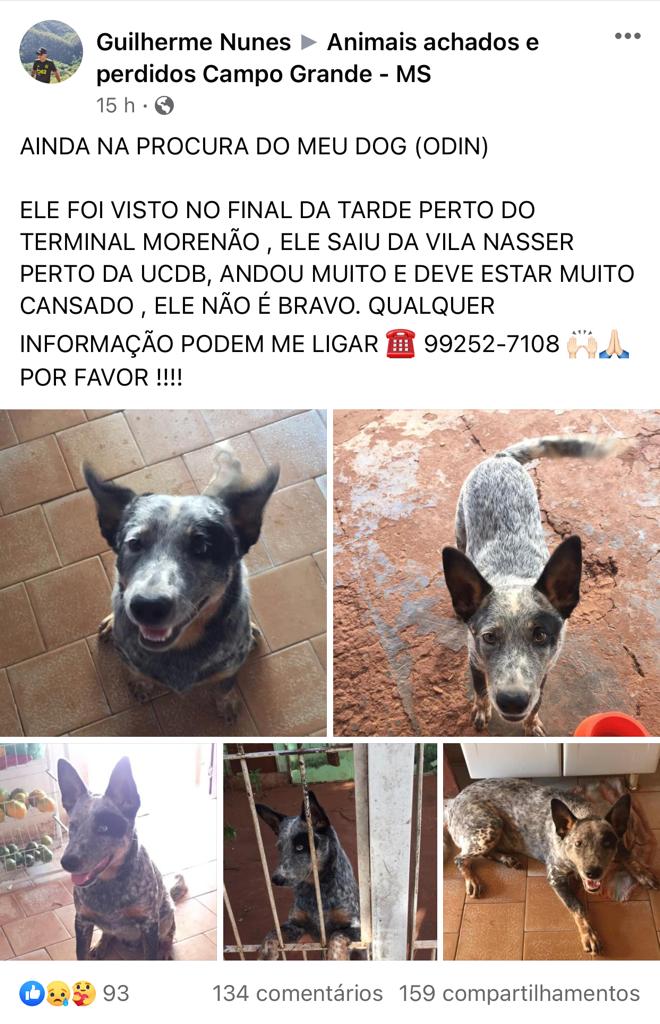 Guilherme Nunes ▶ Animais achados e
perdidos Campo Grande - MS
15 h ·
AINDA NA PROCURA DO MEU DOG (ODIN)
ELE FOI VISTO NO FINAL DA TARDE PERTO DO
TERMINAL MORENÃO , ELE SAIU DA VILA NASSER
PERTO DA UCDB, ANDOU MUITO E DEVE ESTAR MUITO
CANSADO , ELE NÃO É BRAVO. QUALQUER
INFORMAÇÃO PODEM ME LIGAR ☎️ 99252-7108 🙌🏻🙏🏻
POR FAVOR !!!!
93 134 comentários 159 compartilhamentos